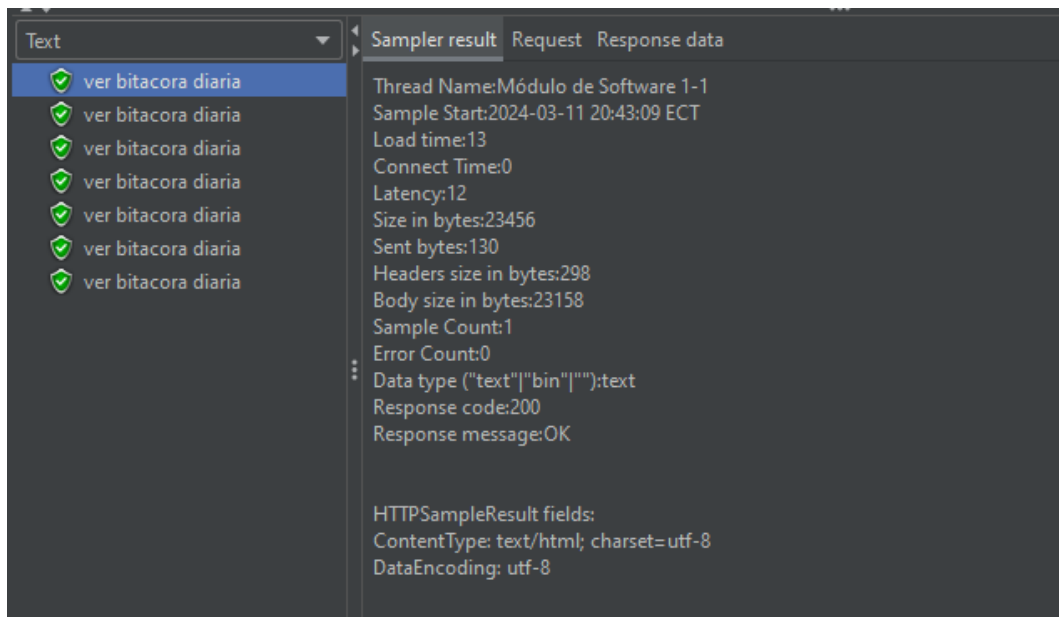 Text
ver bitacora diaria
ver bitacora diaria
ver bitacora diaria
ver bitacora diaria
ver bitacora diaria
ver bitacora diaria
ver bitacora diaria
Sampler result Request Response data
Thread Name:Módulo de Software 1-1
Sample Start:2024-03-11 20:43:09 ECT
Load time:13
Connect Time:0
Latency:12
Size in bytes:23456
Sent bytes:130
Headers size in bytes:298
Body size in bytes:23158
Sample Count:1
Error Count:0
Data type ("text"|"bin"|""):text
Response code:200
Response message:OK
HTTPSampleResult fields:
ContentType: text/html; charset=utf-8
DataEncoding: utf-8